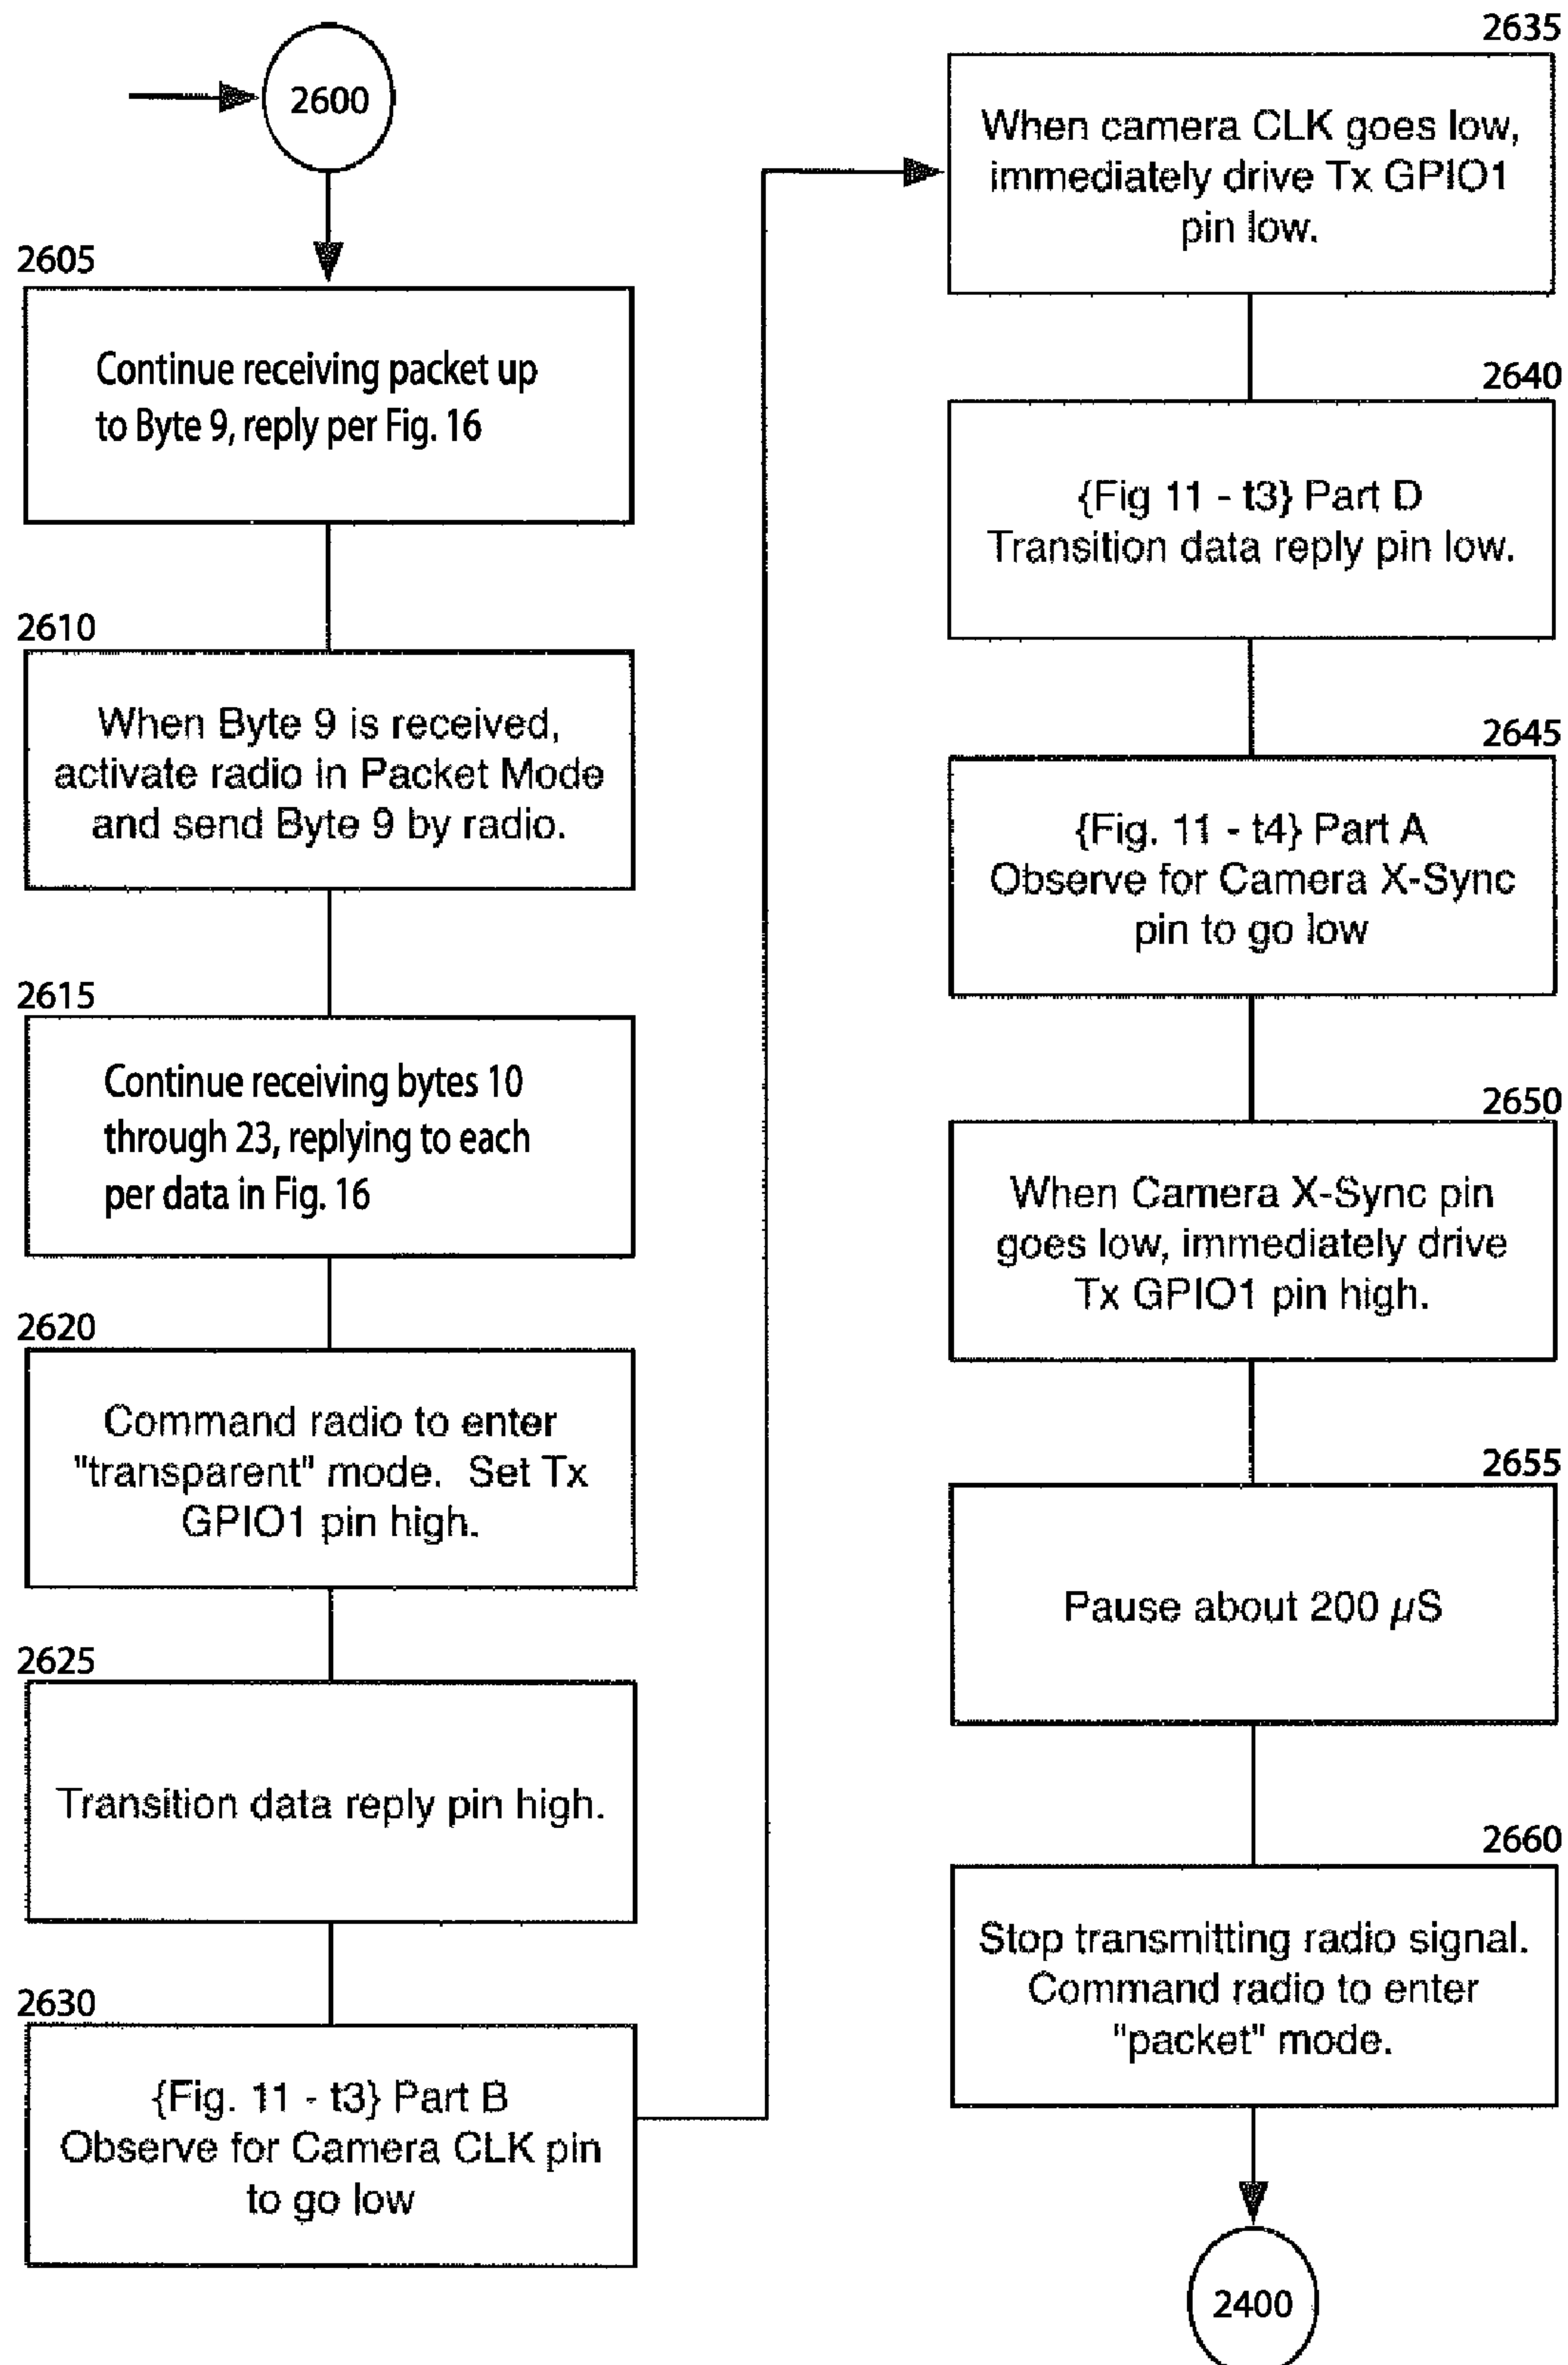 2600
2605
Continue receiving packet up
to Byte 9, reply per Fig. 16
2610
When Byte 9 is received,
activate radio in Packet Mode
and send Byte 9 by radio.
2615
Continue receiving bytes 10
through 23, replying to each
per data in Fig. 16
2620
Command radio to enter
"transparent" mode.  Set Tx
GPIO1 pin high.
2625
Transition data reply pin high.
2630
{Fig. 11 - t3} Part B
Observe for Camera CLK pin
to go low
2635
When camera CLK goes low,
immediately drive Tx GPIO1
pin low.
2640
{Fig 11 - t3} Part D
Transition data reply pin low.
2645
{Fig. 11 - t4} Part A
Observe for Camera X-Sync
pin to go low
2650
When Camera X-Sync pin
goes low, immediately drive
Tx GPIO1 pin high.
2655
Pause about 200 µS
2660
Stop transmitting radio signal.
Command radio to enter
"packet" mode.
2400